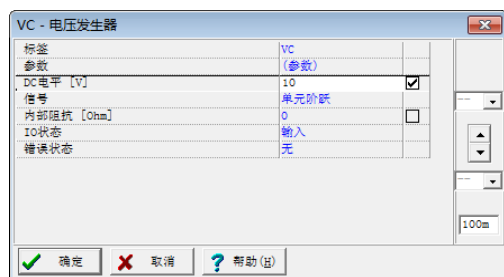 VC - 电压发生器
标签 VC
参数 (参数)
DC电平 [V] 10
信号 单元阶跃
内部阻抗 [Ohm] 0
IO状态 输入
错误状态 无
--
--
100m
确定 取消 帮助(H)